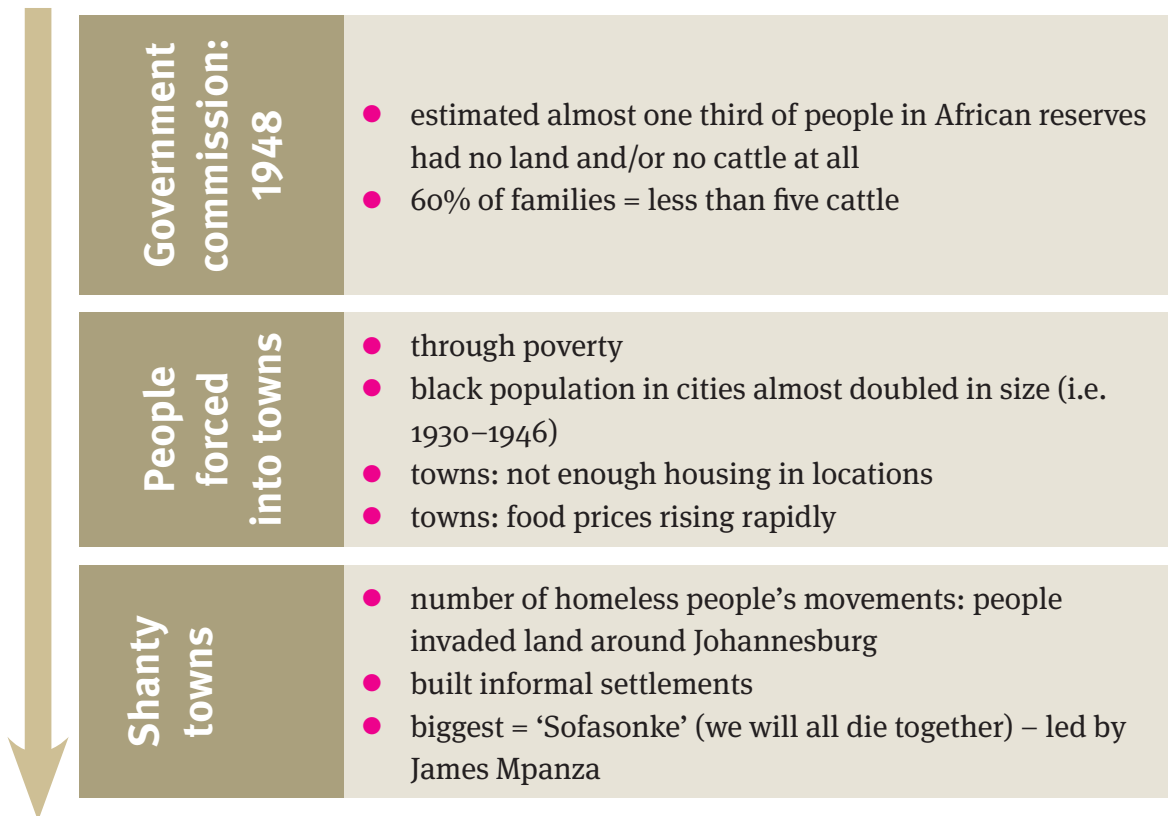 Government
commission:
1948
● estimated almost one third of people in African reserves
had no land and/or no cattle at all
● 60% of families = less than five cattle
People
forced
into towns
● through poverty
● black population in cities almost doubled in size (i.e.
1930–1946)
● towns: not enough housing in locations
● towns: food prices rising rapidly
Shanty
towns
● number of homeless people’s movements: people
invaded land around Johannesburg
● built informal settlements
● biggest = ‘Sofasonke’ (we will all die together) – led by
James Mpanza